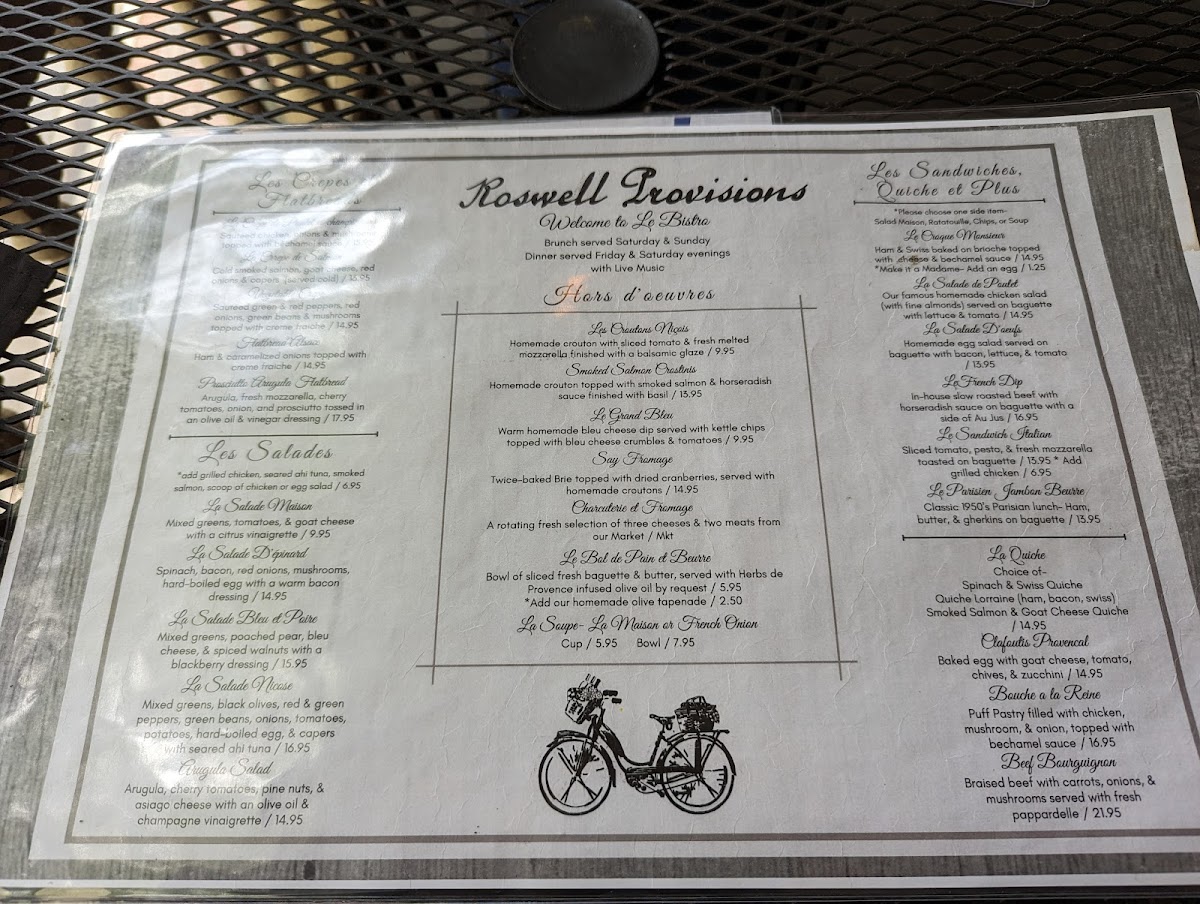 Les Crepes
Flatbreads
topped with bechamel sauce / 13.95
Cold smoked salmon, goat cheese, red
onions & capers (served cold) / 13.95
Sauteed green & red peppers, red
onions, green beans & mushrooms
topped with creme fraiche / 14.95
Flatbread Alsace
Ham & caramelized onions topped with
creme fraiche / 14.95
Prosciutto Arugula Flatbread
Arugula, fresh mozzarella, cherry
tomatoes, onion, and prosciutto tossed in
an olive oil & vinegar dressing / 17.95
Les Salades
*add grilled chicken, seared ahi tuna, smoked
salmon, scoop of chicken or egg salad / 6.95
La Salade Maison
Mixed greens, tomatoes, & goat cheese
with a citrus vinaigrette / 9.95
La Salade D'épinard
Spinach, bacon, red onions, mushrooms,
hard-boiled egg with a warm bacon
dressing / 14.95
La Salade Bleu et Poire
Mixed greens, poached pear, bleu
cheese, & spiced walnuts with a
blackberry dressing / 15.95
La Salade Nicose
Mixed greens, black olives, red & green
peppers, green beans, onions, tomatoes,
potatoes, hard-boiled egg, & capers
with seared ahi tuna / 16.95
Arugula Salad
Arugula, cherry tomatoes, pine nuts, &
asiago cheese with an olive oil &
champagne vinaigrette / 14.95
Roswell Provisions
Welcome to Le Bistro
Brunch served Saturday & Sunday
Dinner served Friday & Saturday evenings
with Live Music
Hors d'oeuvres
Les Croutons Niçois
Homemade crouton with sliced tomato & fresh melted
mozzarella finished with a balsamic glaze / 9.95
Smoked Salmon Crostinis
Homemade crouton topped with smoked salmon & horseradish
sauce finished with basil / 13.95
Le Grand Bleu
Warm homemade bleu cheese dip served with kettle chips
topped with bleu cheese crumbles & tomatoes / 9.95
Say Fromage
Twice-baked Brie topped with dried cranberries, served with
homemade croutons / 14.95
Charcuterie et Fromage
A rotating fresh selection of three cheeses & two meats from
our Market / Mkt
Le Bol de Pain et Beurre
Bowl of sliced fresh baguette & butter, served with Herbs de
Provence infused olive oil by request / 5.95
*Add our homemade olive tapenade / 2.50
La Soupe- La Maison or French Onion
Cup / 5.95 Bowl / 7.95
Les Sandwiches,
Quiche et Plus
*Please choose one side item-
Salad Maison, Ratatouille, Chips, or Soup
Le Croque Monsieur
Ham & Swiss baked on brioche topped
with cheese & bechamel sauce / 14.95
*Make it a Madame- Add an egg / 1.25
La Salade de Poulet
Our famous homemade chicken salad
(with fine almonds) served on baguette
with lettuce & tomato / 14.95
La Salade D'oeufs
Homemade egg salad served on
baguette with bacon, lettuce, & tomato
/ 13.95
Le French Dip
In-house slow roasted beef with
horseradish sauce on baguette with a
side of Au Jus / 16.95
Le Sandwich Italian
Sliced tomato, pesto, & fresh mozzarella
toasted on baguette / 13.95 * Add
grilled chicken / 6.95
Le Parisien Jambon Beurre
Classic 1950's Parisian lunch- Ham,
butter, & gherkins on baguette / 13.95
La Quiche
Choice of-
Spinach & Swiss Quiche
Quiche Lorraine (ham, bacon, swiss)
Smoked Salmon & Goat Cheese Quiche
/ 14.95
Clafoutis Provencal
Baked egg with goat cheese, tomato,
chives, & zucchini / 14.95
Bouche a la Reine
Puff Pastry filled with chicken,
mushroom, & onion, topped with
bechamel sauce / 16.95
Beef Bourguignon
Braised beef with carrots, onions, &
mushrooms served with fresh
pappardelle / 21.95